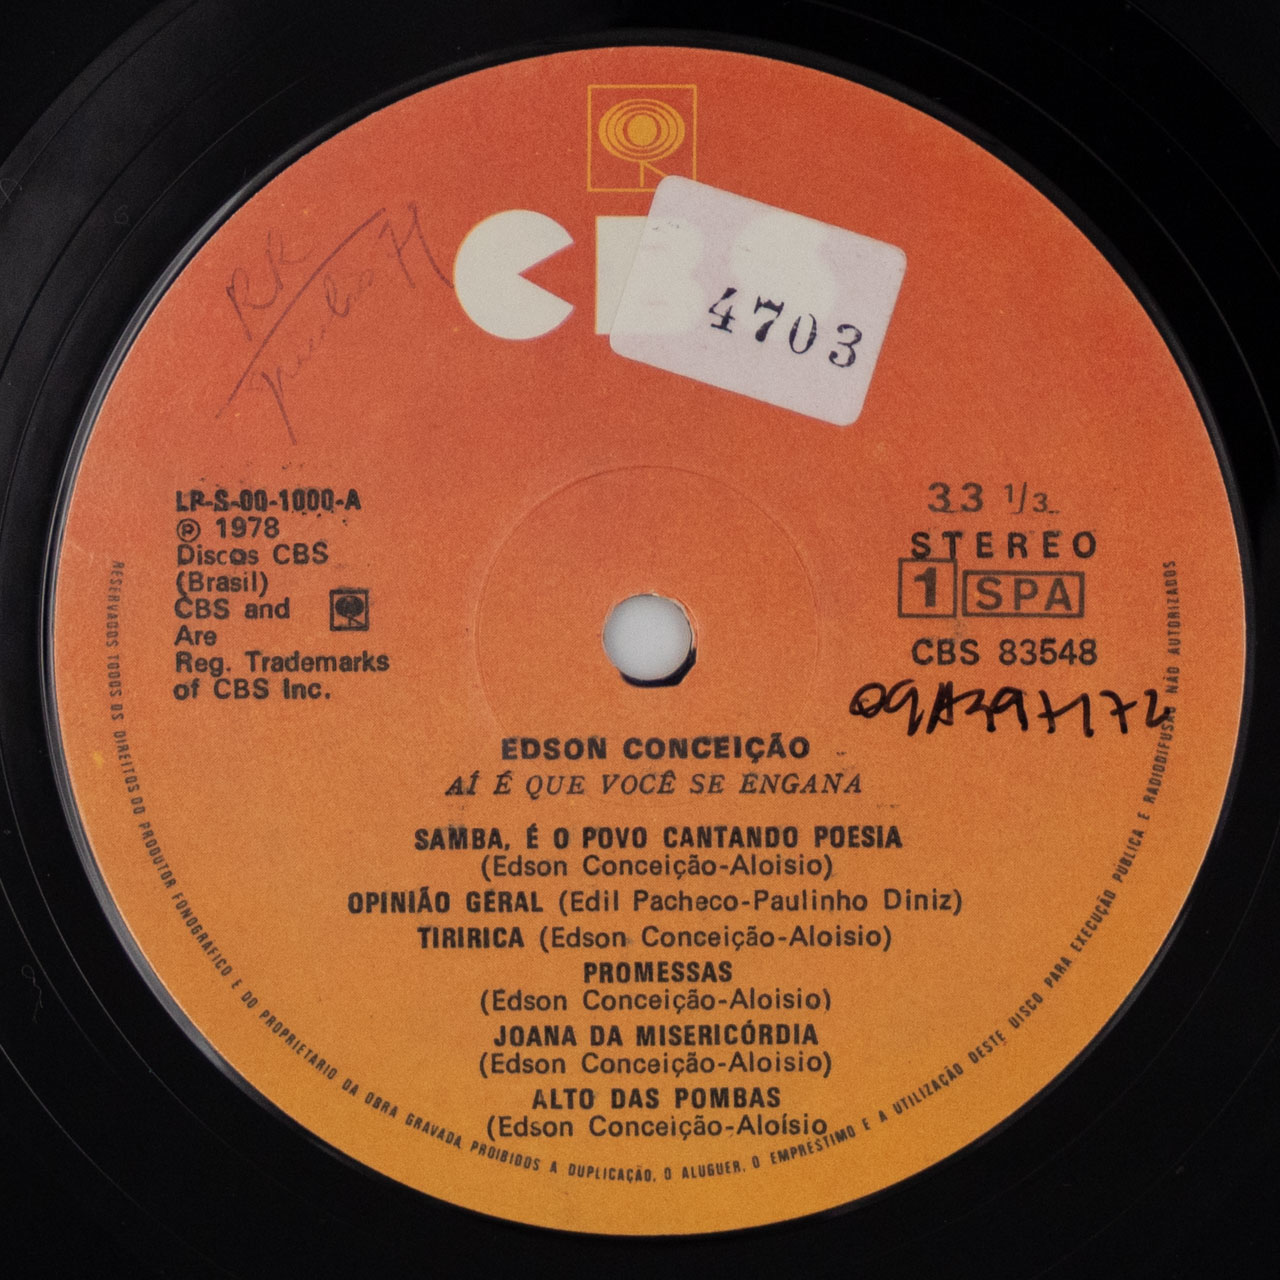 CBS
4703
LP-S-00-1000-A
℗ 1978
Discos CBS
(Brasil)
CBS and
Are
Reg. Trademarks
of CBS Inc.
33 1/3
STEREO
1 SPA
CBS 83548
EDSON CONCEIÇÃO
AÍ É QUE VOCÊ SE ENGANA
SAMBA, É O POVO CANTANDO POESIA
(Edson Conceição-Aloisio)
OPINIÃO GERAL (Edil Pacheco-Paulinho Diniz)
TIRIRICA (Edson Conceição-Aloisio)
PROMESSAS
(Edson Conceição-Aloisio)
JOANA DA MISERICÓRDIA
(Edson Conceição-Aloisio)
ALTO DAS POMBAS
(Edson Conceição-Aloísio
RESERVADOS TODOS OS DIREITOS DO PRODUTOR FONOGRAFICO E DO PROPRIETARIO DA OBRA GRAVADA, PROIBIDOS A DUPLICAÇÃO, O ALUGUER, O EMPRÉSTIMO E A UTILIZAÇÃO DESTE DISCO PARA EXECUÇÃO PUBLICA E RADIODIFUSÃO NÃO AUTORIZADOS